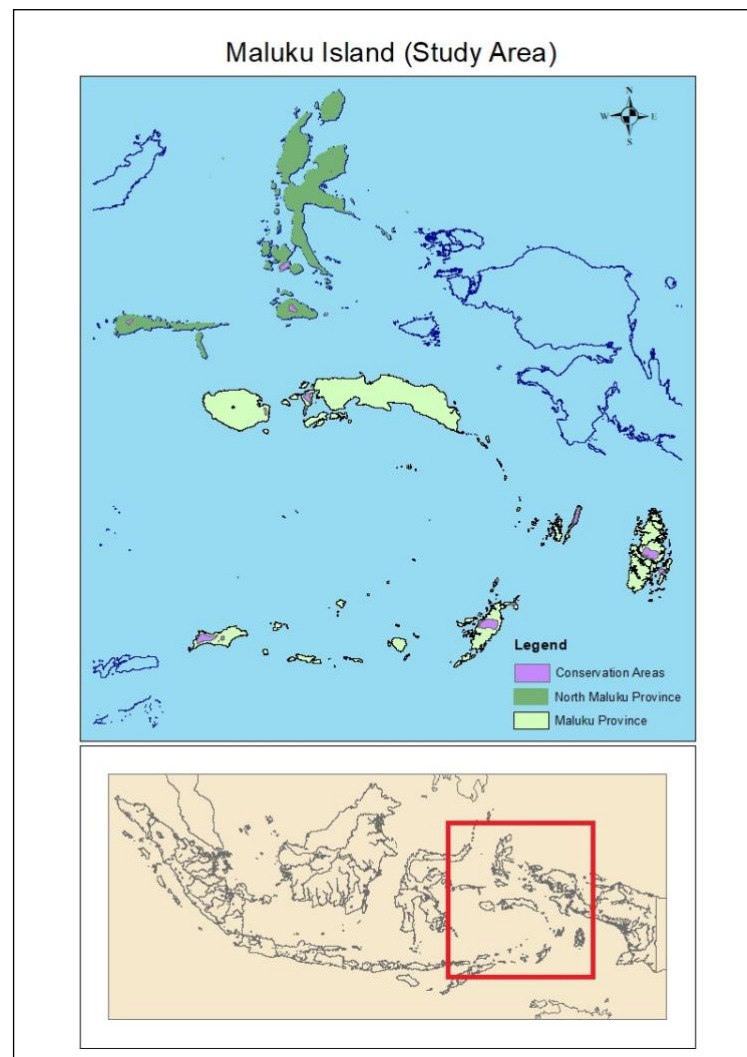 Maluku Island (Study Area)
N
W E
S
Legend
Conservation Areas
North Maluku Province
Maluku Province